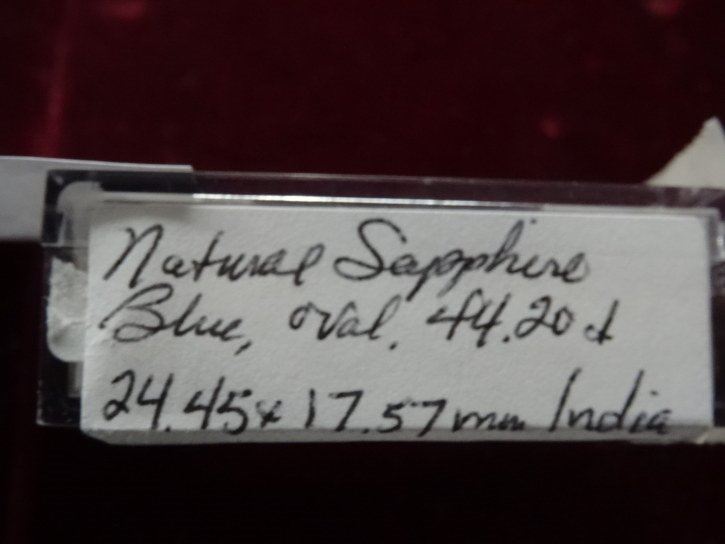 Natural Sapphire
Blue, oval. 44.20 ct
24.45 x 17.57 mm India